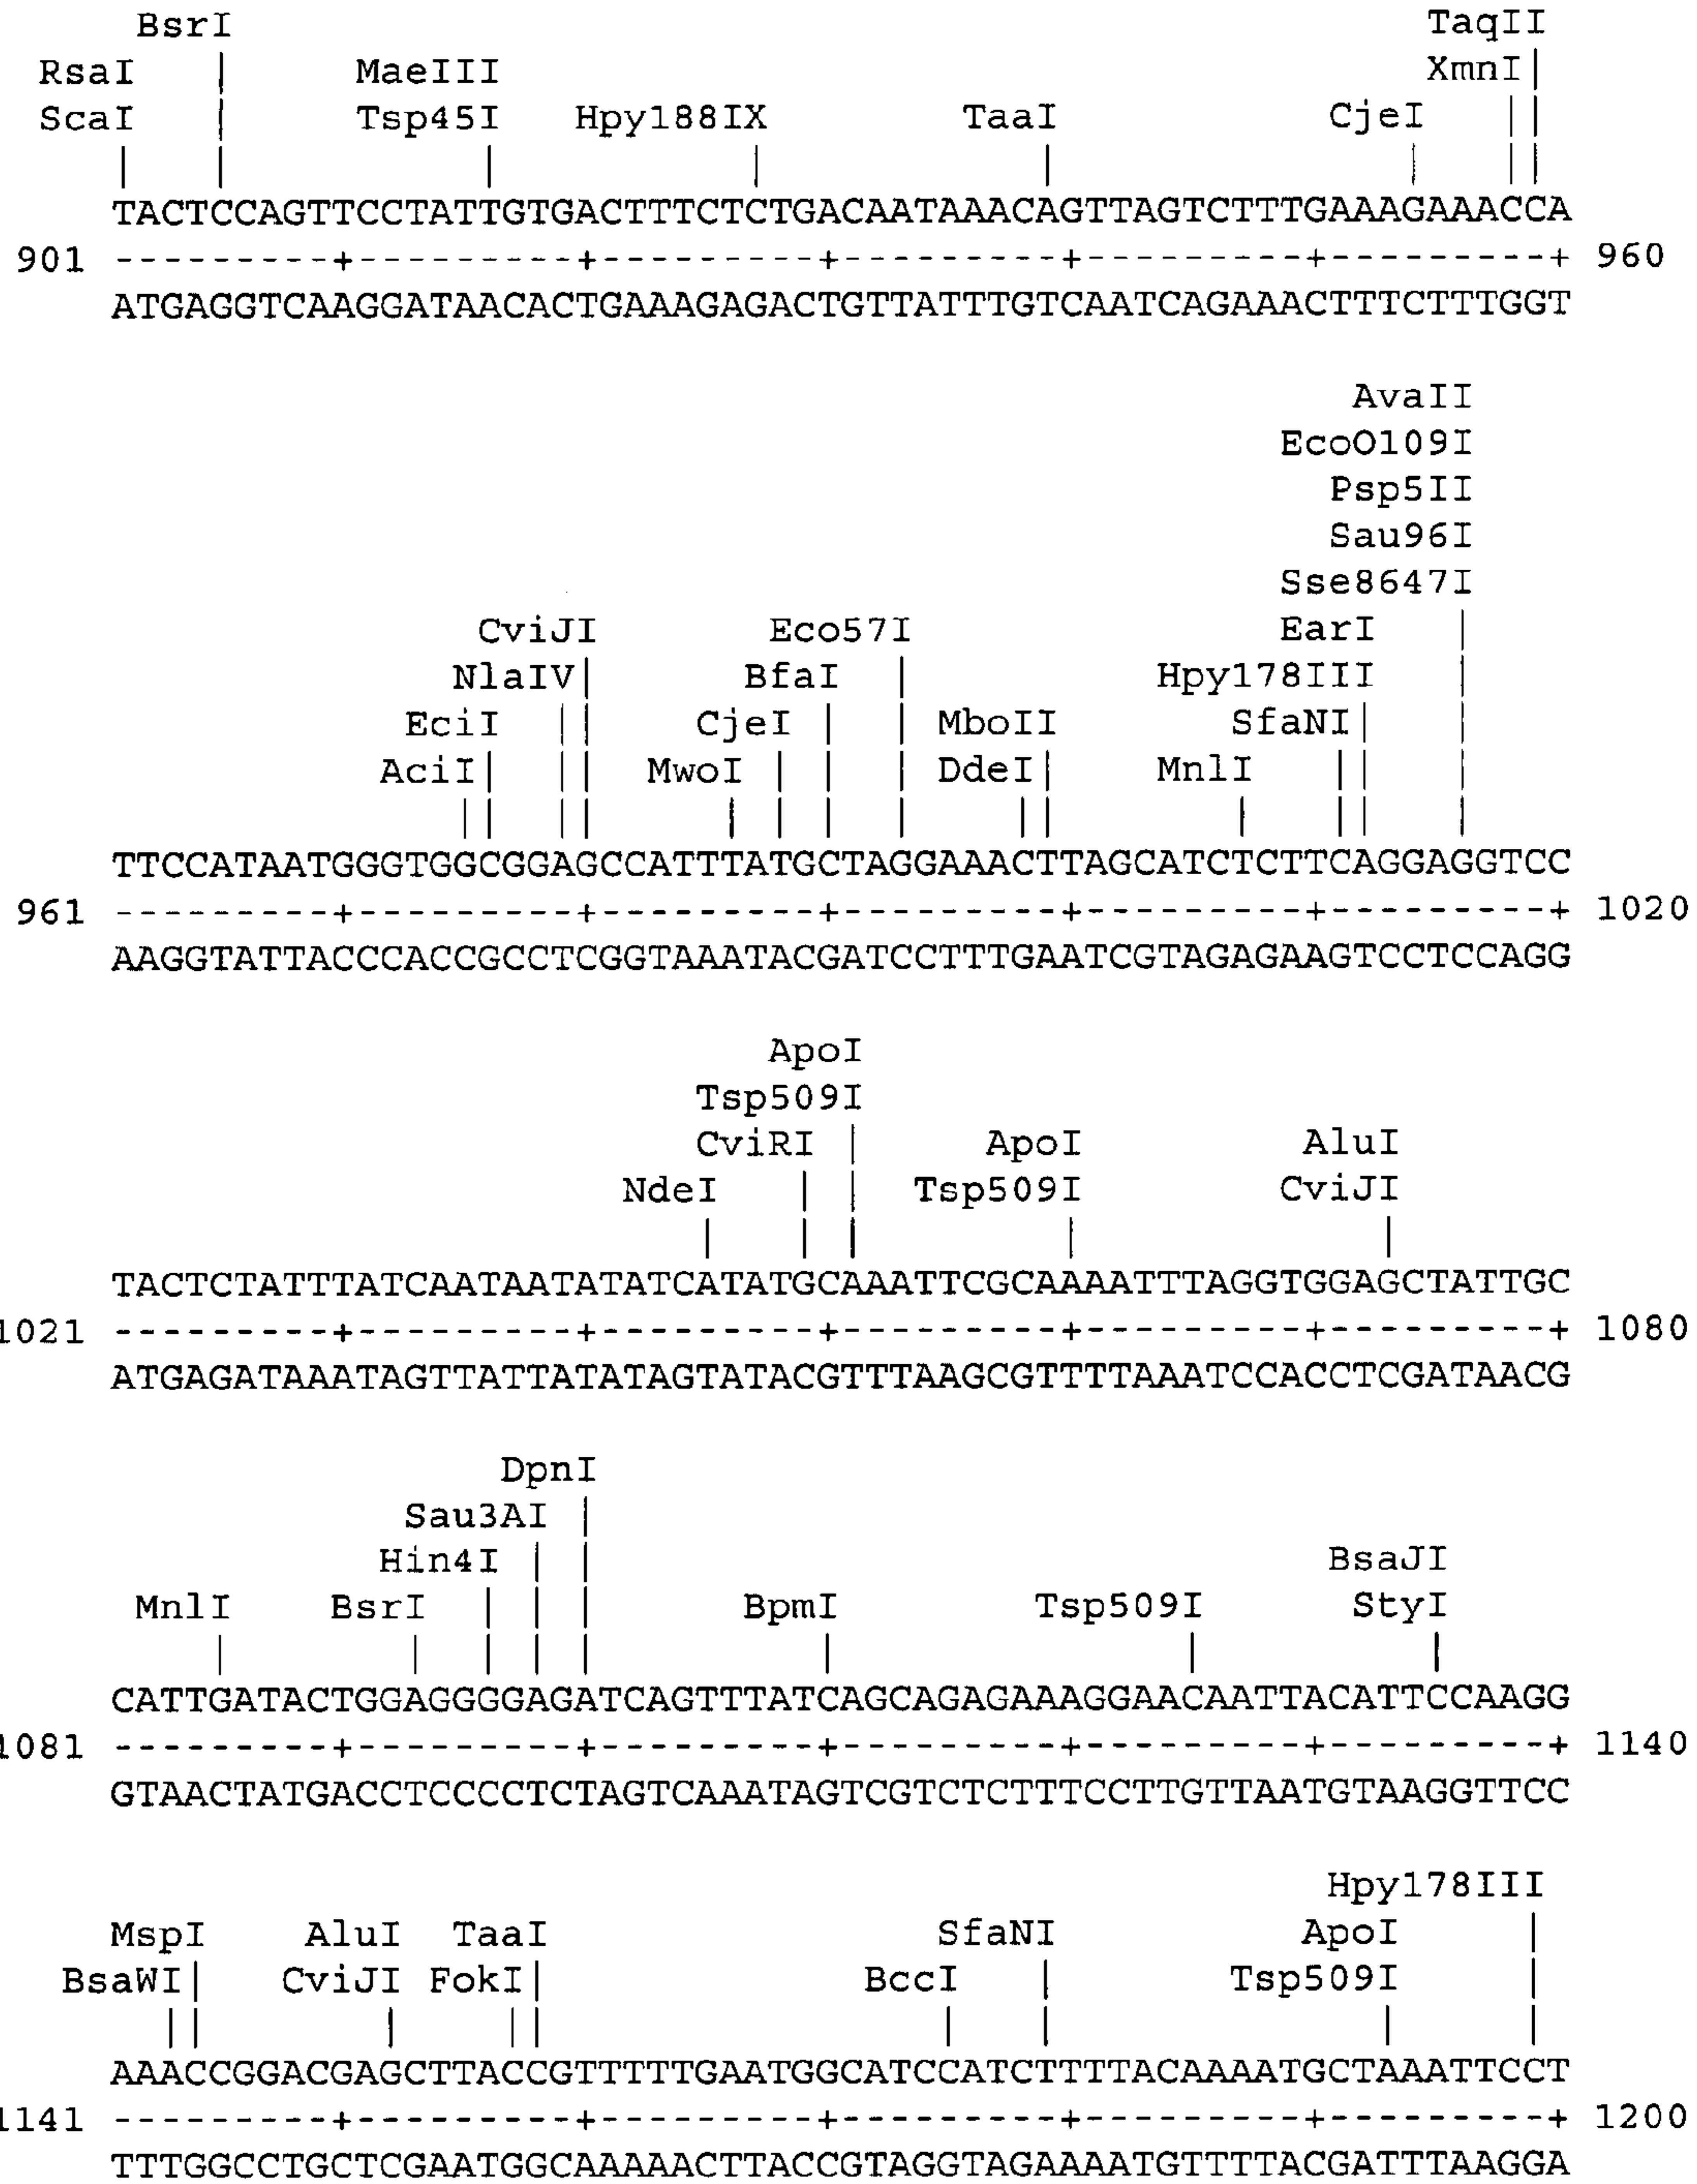 BsrI TaqII
RsaI | MaeIII XmnI|
ScaI | Tsp45I Hpy188IX TaaI CjeI ||
| | | | | | ||
TACTCCAGTTCCTATTGTGACTTTCTCTGACAATAAACAGTTAGTCTTTGAAAGAAACCA
901 ---------+---------+---------+---------+---------+---------+ 960
ATGAGGTCAAGGATAACACTGAAAGAGACTGTTATTTGTCAATCAGAAACTTTCTTTGGT
AvaII
EcoO109I
Psp5II
Sau96I
Sse8647I
CviJI Eco57I EarI |
NlaIV| BfaI | Hpy178III |
EciI || CjeI | | MboII SfaNI| |
AciI| || MwoI | | | DdeI| MnlI || |
|| || | | | | || | || |
TTCCATAATGGGTGGCGGAGCCATTTATGCTAGGAAACTTAGCATCTCTTCAGGAGGTCC
961 ---------+---------+---------+---------+---------+---------+ 1020
AAGGTATTACCCACCGCCTCGGTAAATACGATCCTTTGAATCGTAGAGAAGTCCTCCAGG
ApoI
Tsp509I
CviRI | ApoI AluI
NdeI | | Tsp509I CviJI
| | | | |
TACTCTATTTATCAATAATATATCATATGCAAATTCGCAAAATTTAGGTGGAGCTATTGC
1021 ---------+---------+---------+---------+---------+---------+ 1080
ATGAGATAAATAGTTATTATATAGTATACGTTTAAGCGTTTTAAATCCACCTCGATAACG
DpnI
Sau3AI |
Hin4I | | BsaJI
MnlI BsrI | | | BpmI Tsp509I StyI
| | | | | | | |
CATTGATACTGGAGGGGAGATCAGTTTATCAGCAGAGAAAGGAACAATTACATTCCAAGG
1081 ---------+---------+---------+---------+---------+---------+ 1140
GTAACTATGACCTCCCCTCTAGTCAAATAGTCGTCTCTTTCCTTGTTAATGTAAGGTTCC
Hpy178III
MspI AluI TaaI SfaNI ApoI |
BsaWI| CviJI FokI| BccI | Tsp509I |
|| | || | | | |
AAACCGGACGAGCTTACCGTTTTTTGAATGGCATCCATCTTTTACAAAATGCTAAATTCCT
1141 ---------+---------+---------+---------+---------+---------+ 1200
TTTGGCCTGCTCGAATGGCAAAAACTTACCGTAGGTAGAAAATGTTTTACGATTTAAGGA